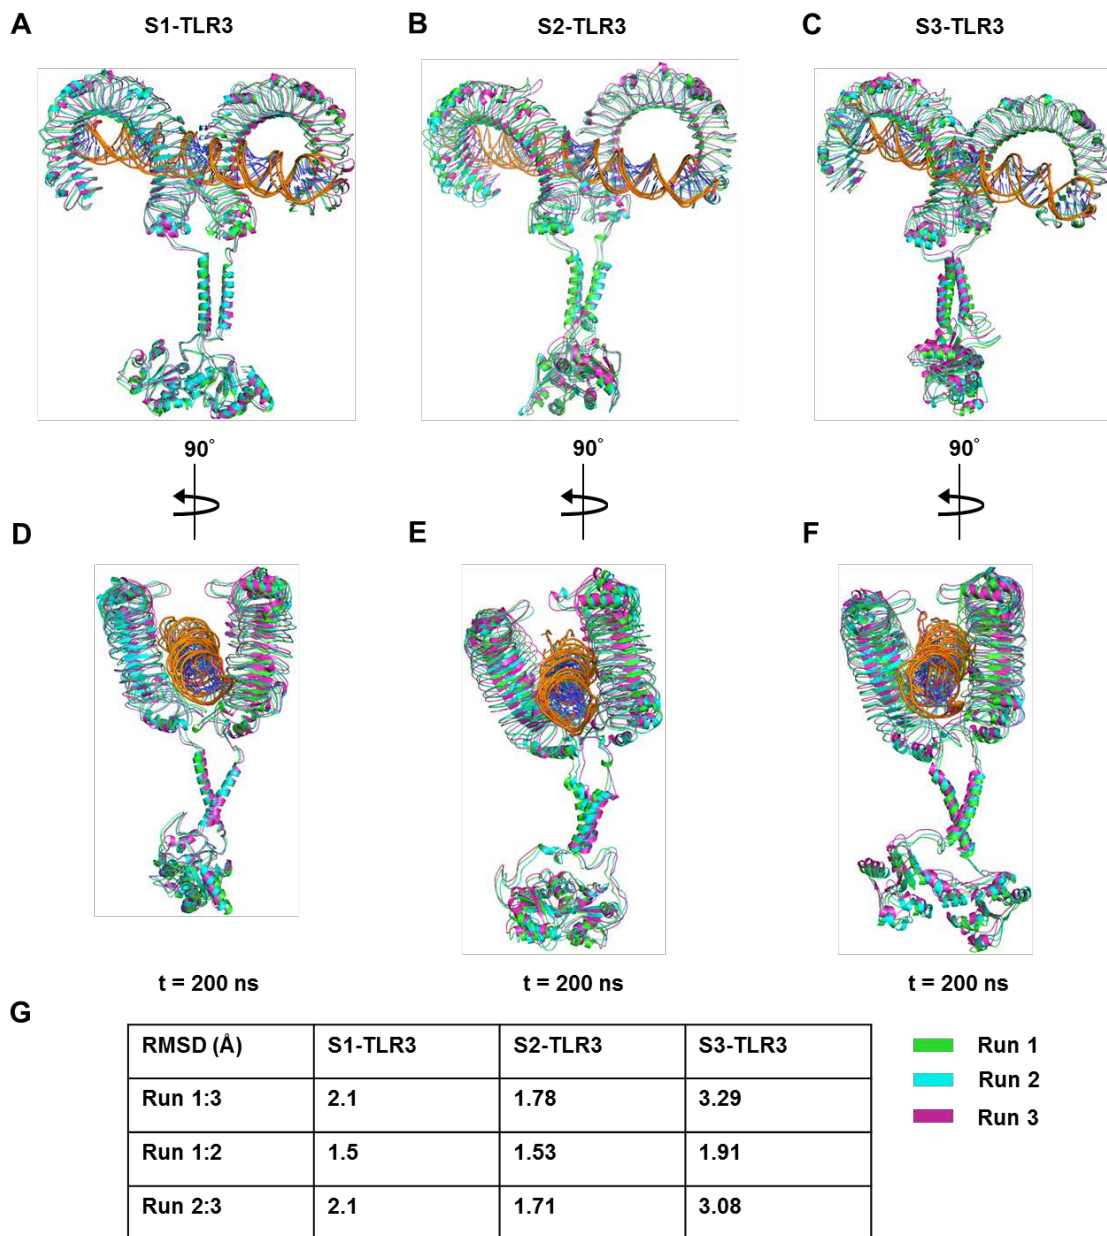 A S1-TLR3 B S2-TLR3 C S3-TLR3
90° 90° 90°
D E F
t = 200 ns t = 200 ns t = 200 ns
G
RMSD (Å) S1-TLR3 S2-TLR3 S3-TLR3
Run 1:3 2.1 1.78 3.29
Run 1:2 1.5 1.53 1.91
Run 2:3 2.1 1.71 3.08
Run 1
Run 2
Run 3